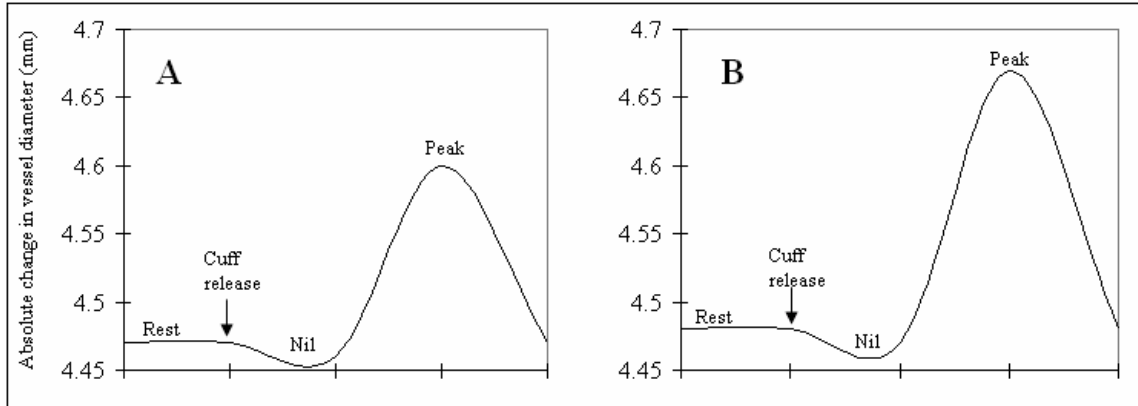 Absolute change in vessel diameter (mm)
4.7
4.65
4.6
4.55
4.5
4.45
A
Peak
Cuff
release
Rest
Nil
4.7
4.65
4.6
4.55
4.5
4.45
B
Peak
Cuff
release
Rest
Nil